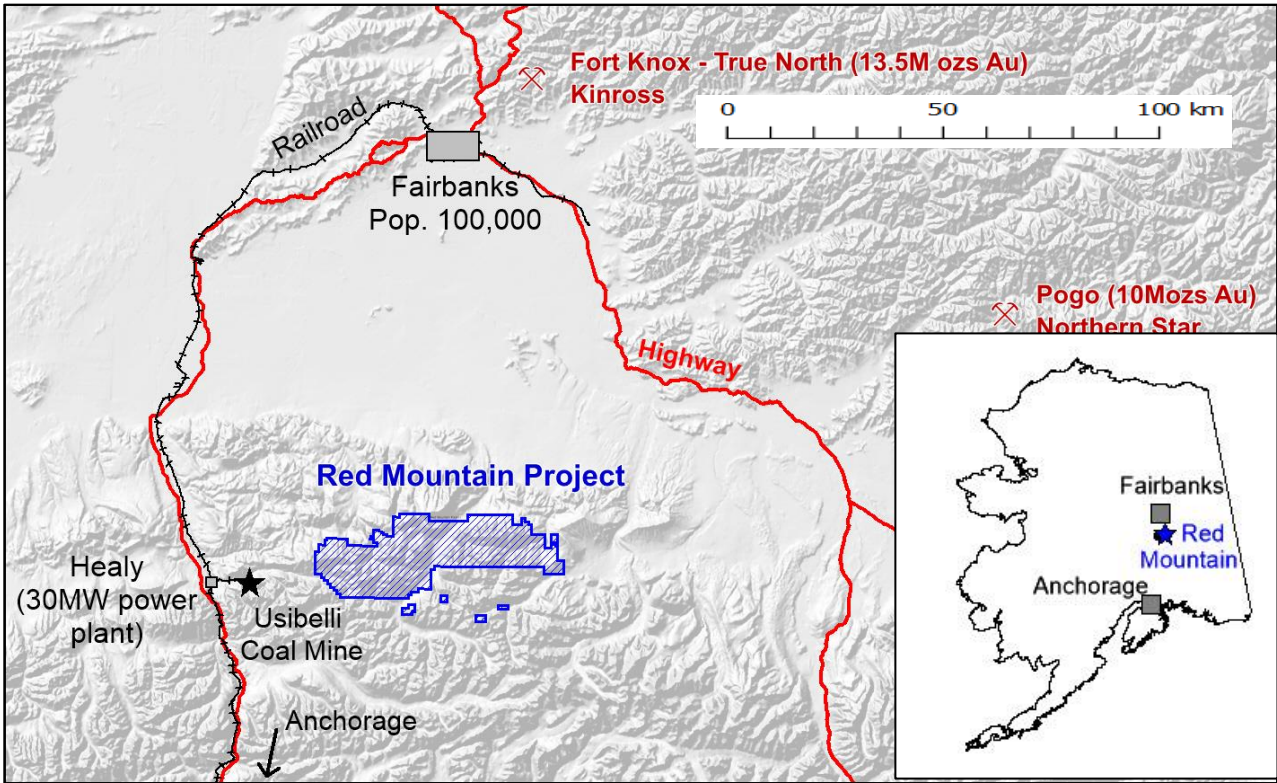 Fort Knox - True North (13.5M ozs Au)
Kinross
0 50 100 km
Railroad
Fairbanks
Pop. 100,000
Pogo (10Mozs Au)
Northern Star
Highway
Red Mountain Project
Healy
(30MW power
plant)
Usibelli
Coal Mine
Anchorage
Fairbanks
Red
Mountain
Anchorage